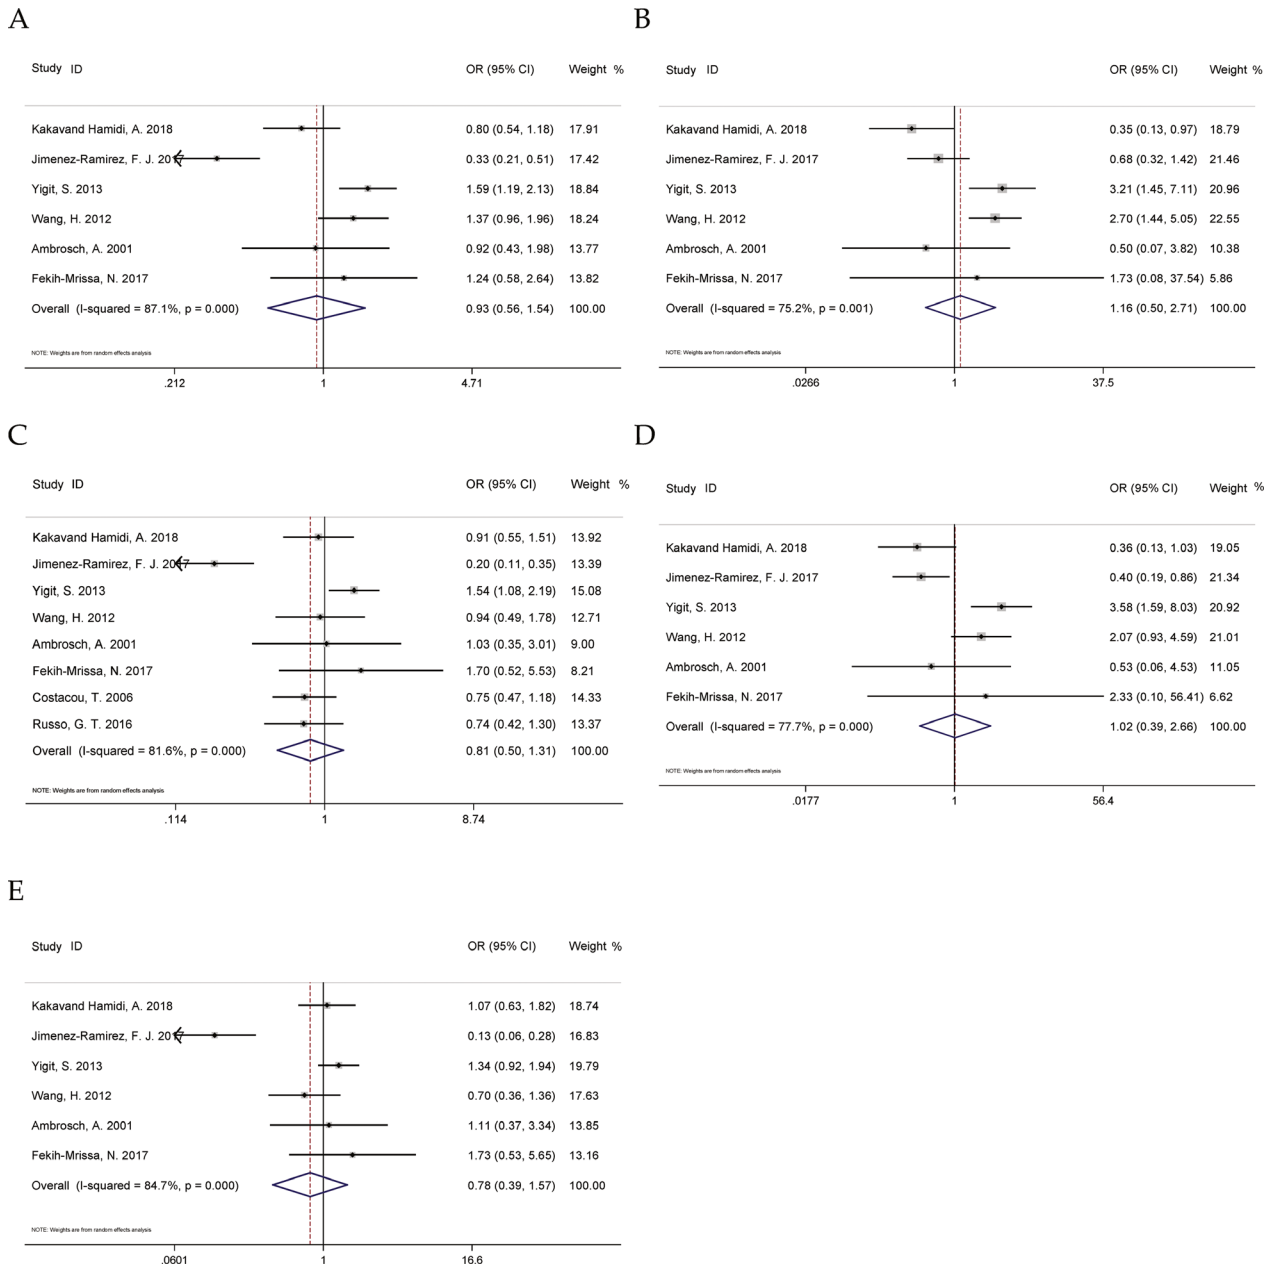 A
Study ID OR (95% CI) Weight %
Kakavand Hamidi, A. 2018 0.80 (0.54, 1.18) 17.91
Jimenez-Ramirez, F. J. 2017 0.33 (0.21, 0.51) 17.42
Yigit, S. 2013 1.59 (1.19, 2.13) 18.84
Wang, H. 2012 1.37 (0.96, 1.96) 18.24
Ambrosch, A. 2001 0.92 (0.43, 1.98) 13.77
Fekih-Mrissa, N. 2017 1.24 (0.58, 2.64) 13.82
Overall (I-squared = 87.1%, p = 0.000) 0.93 (0.56, 1.54) 100.00
NOTE: Weights are from random effects analysis
.212 1 4.71
B
Study ID OR (95% CI) Weight %
Kakavand Hamidi, A. 2018 0.35 (0.13, 0.97) 18.79
Jimenez-Ramirez, F. J. 2017 0.68 (0.32, 1.42) 21.46
Yigit, S. 2013 3.21 (1.45, 7.11) 20.96
Wang, H. 2012 2.70 (1.44, 5.05) 22.55
Ambrosch, A. 2001 0.50 (0.07, 3.82) 10.38
Fekih-Mrissa, N. 2017 1.73 (0.08, 37.54) 5.86
Overall (I-squared = 75.2%, p = 0.001) 1.16 (0.50, 2.71) 100.00
NOTE: Weights are from random effects analysis
.0266 1 37.5
C
Study ID OR (95% CI) Weight %
Kakavand Hamidi, A. 2018 0.91 (0.55, 1.51) 13.92
Jimenez-Ramirez, F. J. 2017 0.20 (0.11, 0.35) 13.39
Yigit, S. 2013 1.54 (1.08, 2.19) 15.08
Wang, H. 2012 0.94 (0.49, 1.78) 12.71
Ambrosch, A. 2001 1.03 (0.35, 3.01) 9.00
Fekih-Mrissa, N. 2017 1.70 (0.52, 5.53) 8.21
Costacou, T. 2006 0.75 (0.47, 1.18) 14.33
Russo, G. T. 2016 0.74 (0.42, 1.30) 13.37
Overall (I-squared = 81.6%, p = 0.000) 0.81 (0.50, 1.31) 100.00
NOTE: Weights are from random effects analysis
.114 1 8.74
D
Study ID OR (95% CI) Weight %
Kakavand Hamidi, A. 2018 0.36 (0.13, 1.03) 19.05
Jimenez-Ramirez, F. J. 2017 0.40 (0.19, 0.86) 21.34
Yigit, S. 2013 3.58 (1.59, 8.03) 20.92
Wang, H. 2012 2.07 (0.93, 4.59) 21.01
Ambrosch, A. 2001 0.53 (0.06, 4.53) 11.05
Fekih-Mrissa, N. 2017 2.33 (0.10, 56.41) 6.62
Overall (I-squared = 77.7%, p = 0.000) 1.02 (0.39, 2.66) 100.00
NOTE: Weights are from random effects analysis
.0177 1 56.4
E
Study ID OR (95% CI) Weight %
Kakavand Hamidi, A. 2018 1.07 (0.63, 1.82) 18.74
Jimenez-Ramirez, F. J. 2017 0.13 (0.06, 0.28) 16.83
Yigit, S. 2013 1.34 (0.92, 1.94) 19.79
Wang, H. 2012 0.70 (0.36, 1.36) 17.63
Ambrosch, A. 2001 1.11 (0.37, 3.34) 13.85
Fekih-Mrissa, N. 2017 1.73 (0.53, 5.65) 13.16
Overall (I-squared = 84.7%, p = 0.000) 0.78 (0.39, 1.57) 100.00
NOTE: Weights are from random effects analysis
.0601 1 16.6